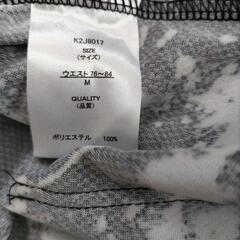 K2J8017
SIZE
(サイズ)
ウエスト 76～84
M
QUALITY
(品質)
ポリエステル 100%